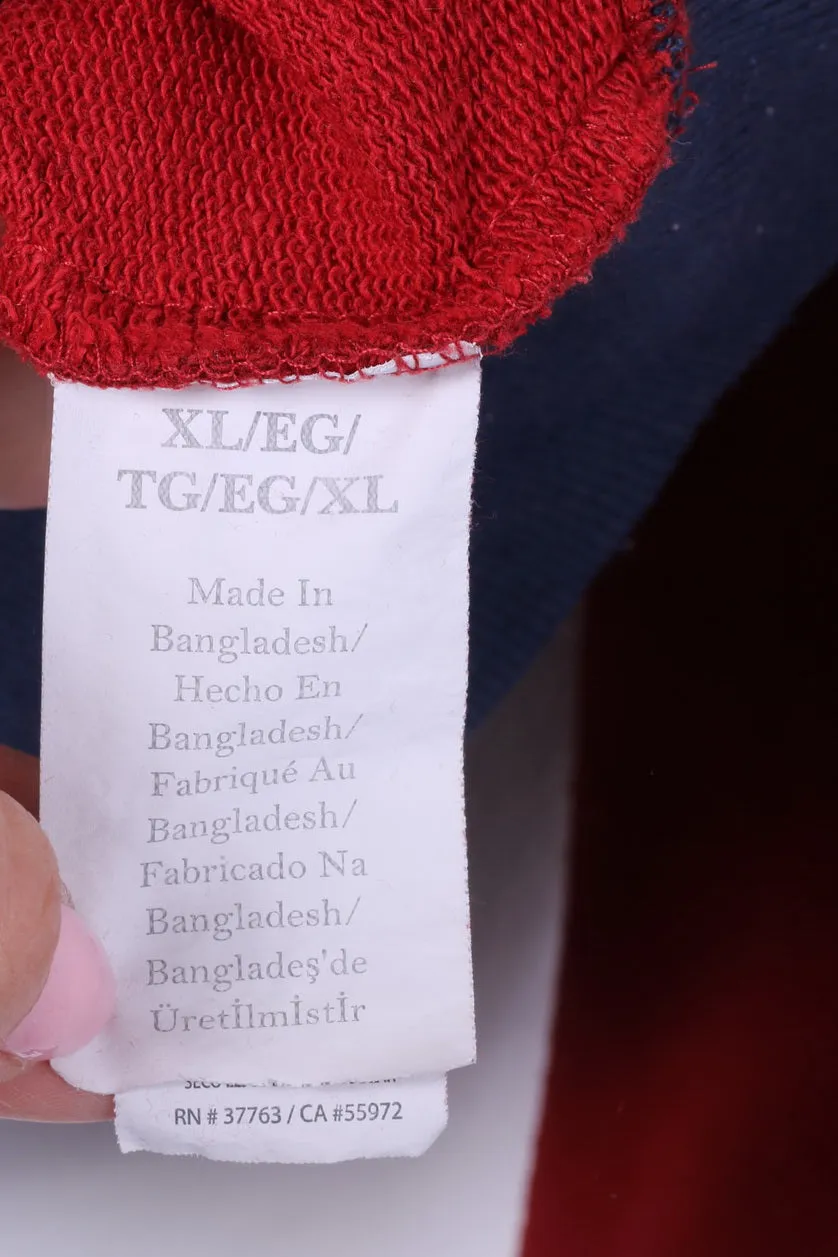 XL/EG/
TG/EG/XL
Made In
Bangladesh/
Hecho En
Bangladesh/
Fabriqué Au
Bangladesh/
Fabricado Na
Bangladesh/
Bangladeş'de
Üretİlmİstİr
RN # 37763 / CA #55972